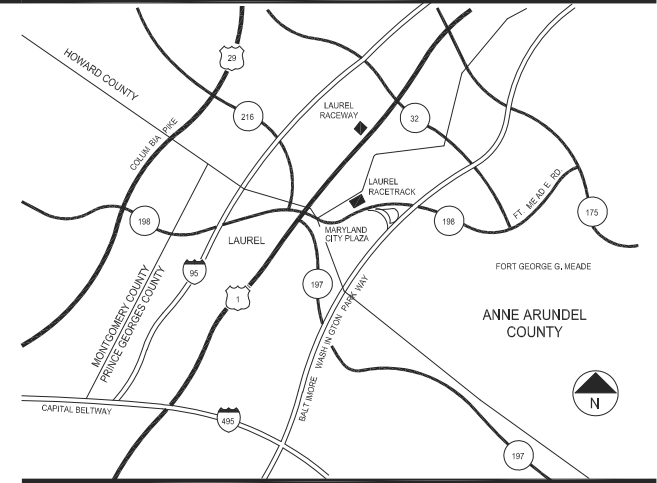 29
HOWARD COUNTY
LAUREL
RACEWAY
216
32
COLUM BIA PIKE
LAUREL
RACETRACK
FT. MEAD E RD.
175
198
198
MARYLAND
CITY PLAZA
LAUREL
95
FORT GEORGE G. MEADE
197
1
MONTGOMERY COUNTY
PRINCE GEORGES COUNTY
BALT IMORE WASH IN GTON PARK WAY
ANNE ARUNDEL
COUNTY
N
CAPITAL BELTWAY
495
197